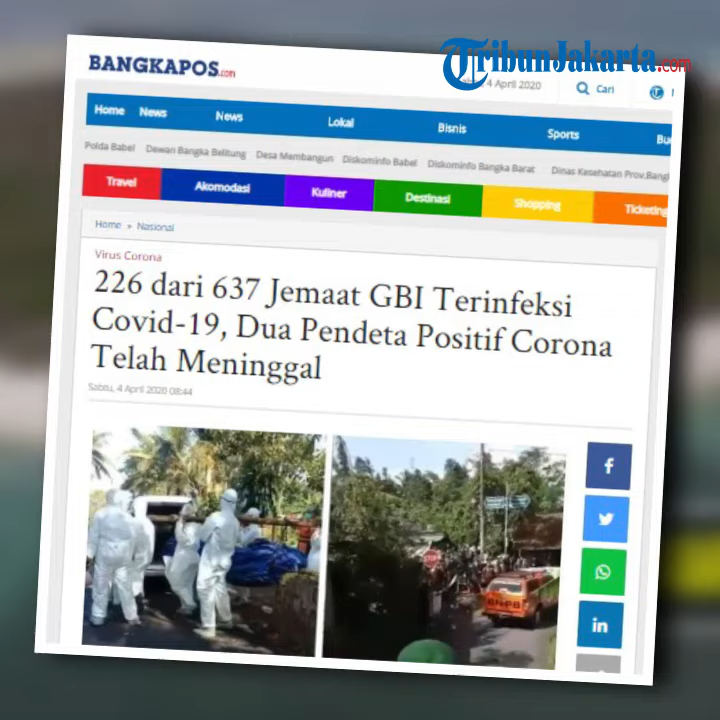 TribunJakarta.com
BANGKAPOS.com
, 4 April 2020
Cari
Home News News Lokal Bisnis Sports
Polda Babel Dewan Bangka Belitung Desa Membangun Diskominfo Babel Diskominfo Bangka Barat Dinas Kesehatan Prov.Bangk
Travel Akomodasi Kuliner Destinasi Shopping Ticketing
Home » Nasional
Virus Corona
226 dari 637 Jemaat GBI Terinfeksi
Covid-19, Dua Pendeta Positif Corona
Telah Meninggal
Sabtu, 4 April 2020 08:44
BNPB